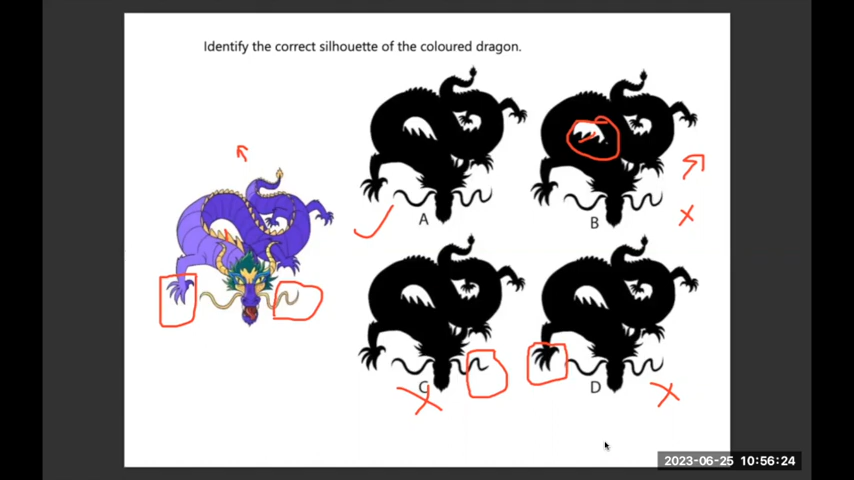 Identify the correct silhouette of the coloured dragon.
A
B
C
D
2023-06-25 10:56:24